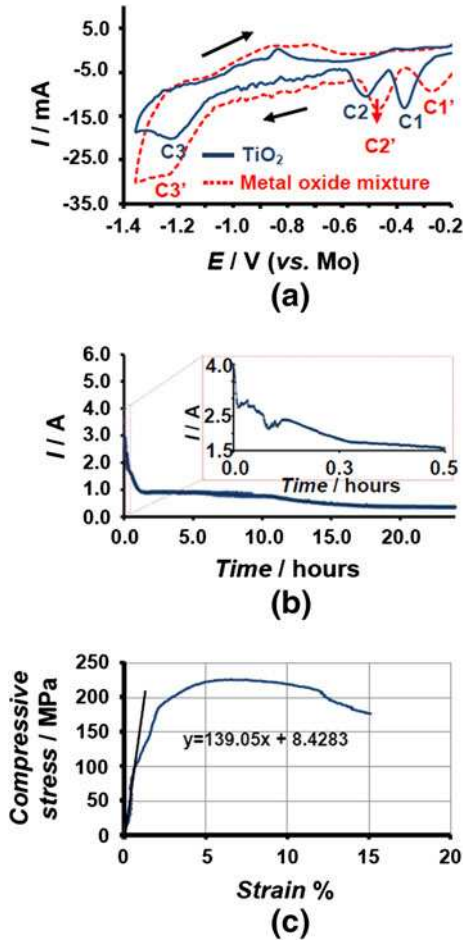 5.0
-5.0
-15.0
-25.0
-35.0
I / mA
C3
C3'
C2
C1
C1'
C2'
TiO2
Metal oxide mixture
-1.4 -1.2 -1.0 -0.8 -0.6 -0.4 -0.2
E / V (vs. Mo)
(a)
6.0
5.0
4.0
3.0
2.0
1.0
0.0
I / A
4.0
2.5
1.5
I / A
0.0 0.3 0.5
Time / hours
0.0 5.0 10.0 15.0 20.0
Time / hours
(b)
250
200
150
100
50
0
Compressive
stress / MPa
y=139.05x + 8.4283
0 5 10 15 20
Strain %
(c)